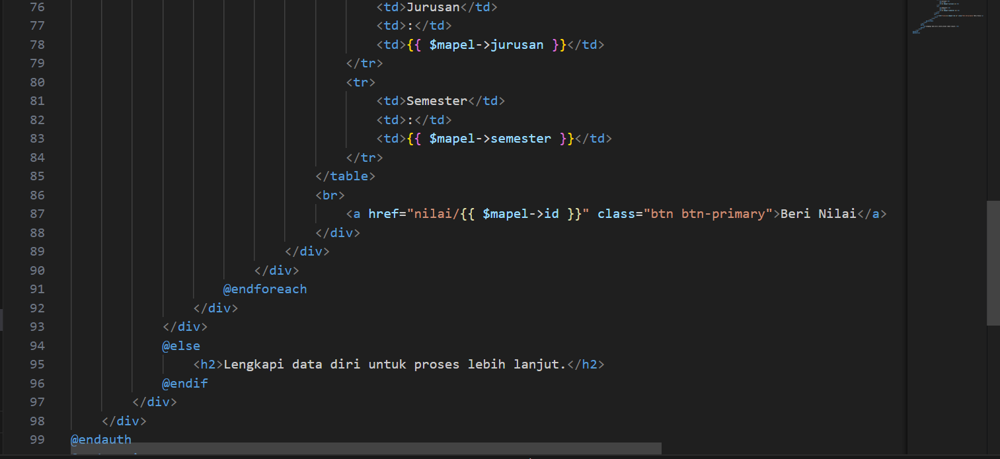 76 <td>Jurusan</td>
77 <td>:</td>
78 <td>{{ $mapel->jurusan }}</td>
79 </tr>
80 <tr>
81 <td>Semester</td>
82 <td>:</td>
83 <td>{{ $mapel->semester }}</td>
84 </tr>
85 </table>
86 <br>
87 <a href="nilai/{{ $mapel->id }}" class="btn btn-primary">Beri Nilai</a>
88 </div>
89 </div>
90 </div>
91 @endforeach
92 </div>
93 </div>
94 @else
95 <h2>Lengkapi data diri untuk proses lebih lanjut.</h2>
96 @endif
97 </div>
98 </div>
99 @endauth